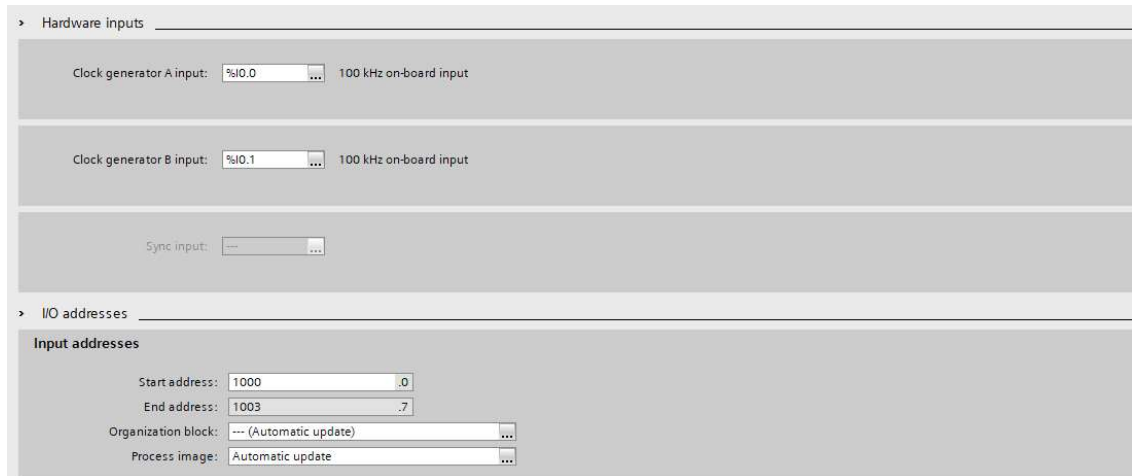 Hardware inputs
Clock generator A input: %I0.0 ... 100 kHz on-board input
Clock generator B input: %I0.1 ... 100 kHz on-board input
Sync input: --- ...
I/O addresses
Input addresses
Start address: 1000 .0
End address: 1003 .7
Organization block: --- (Automatic update) ...
Process image: Automatic update ...